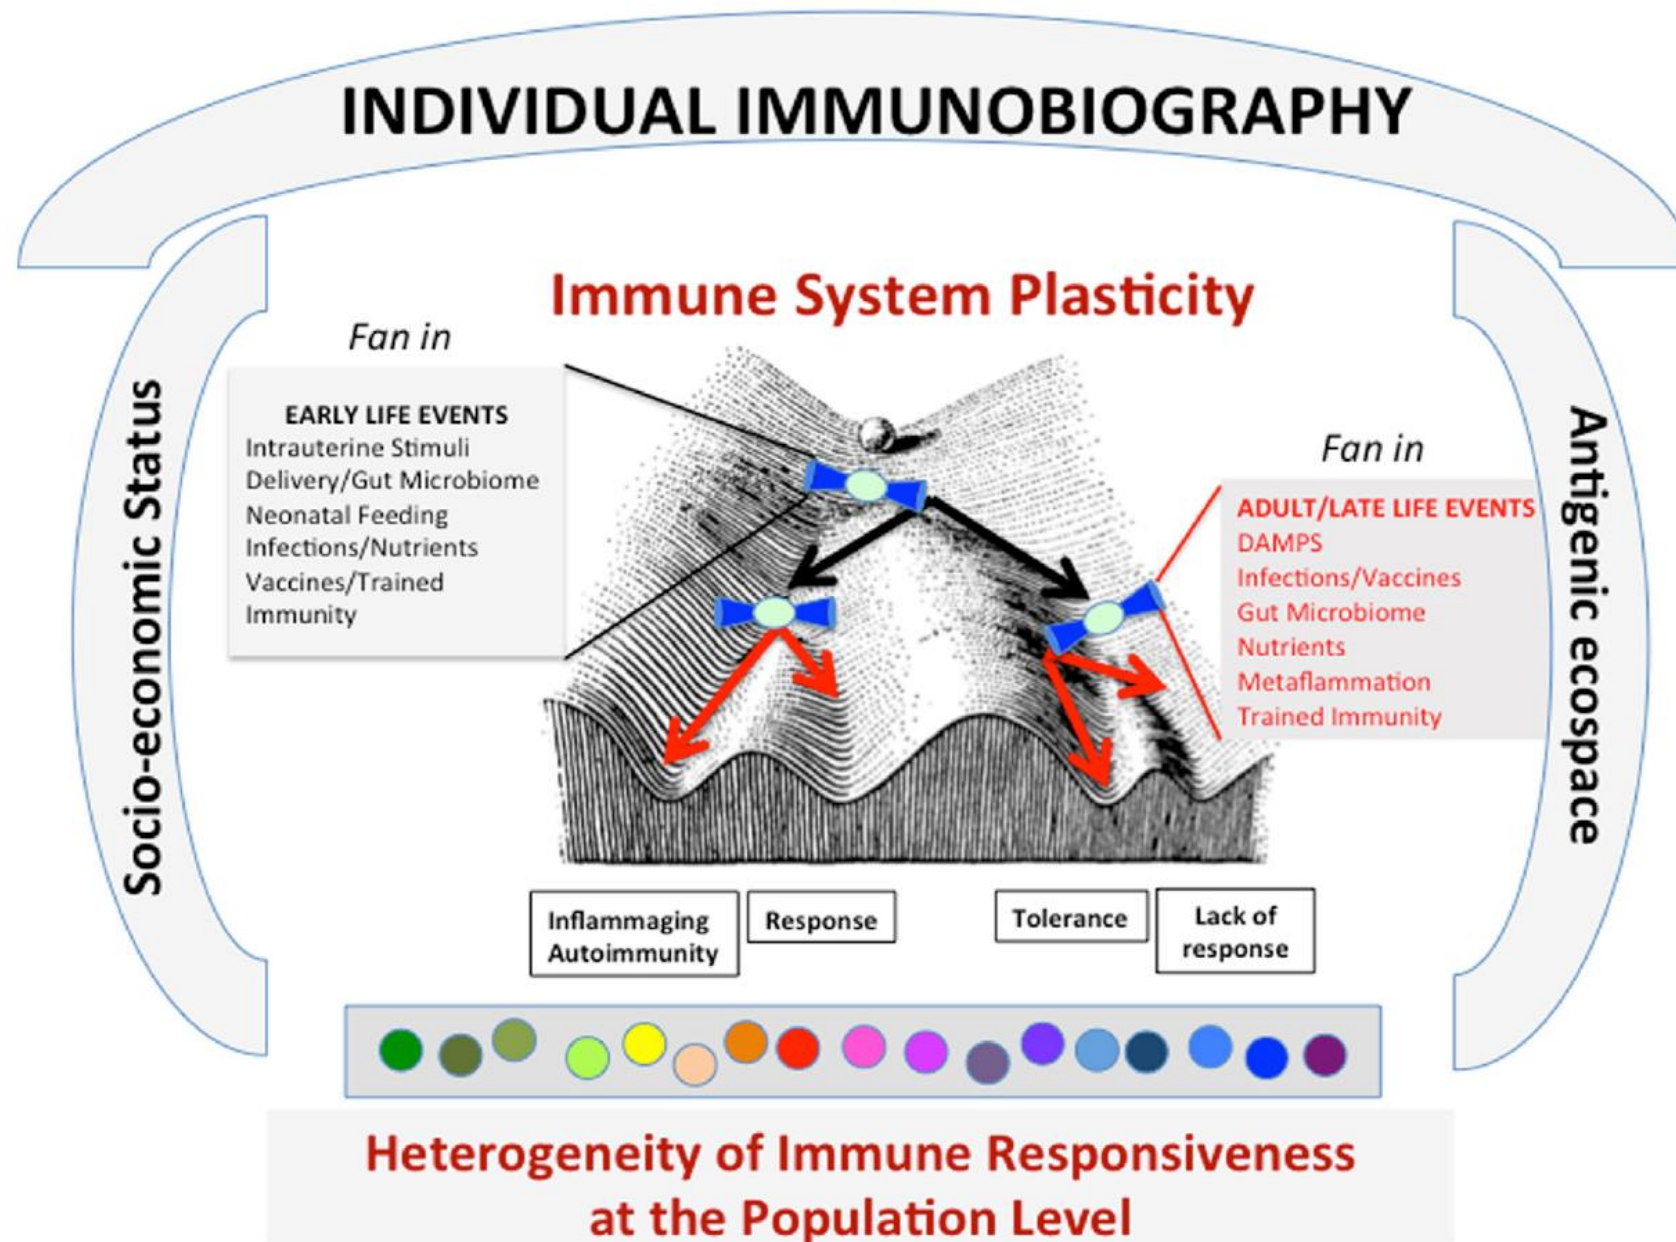 INDIVIDUAL IMMUNOBIOGRAPHY
Socio-economic Status
Immune System Plasticity
Fan in
EARLY LIFE EVENTS
Intrauterine Stimuli
Delivery/Gut Microbiome
Neonatal Feeding
Infections/Nutrients
Vaccines/Trained
Immunity
Fan in
ADULT/LATE LIFE EVENTS
DAMPS
Infections/Vaccines
Gut Microbiome
Nutrients
Metaflammation
Trained Immunity
Antigenic ecospace
Inflammaging
Autoimmunity
Response
Tolerance
Lack of
response
Heterogeneity of Immune Responsiveness
at the Population Level